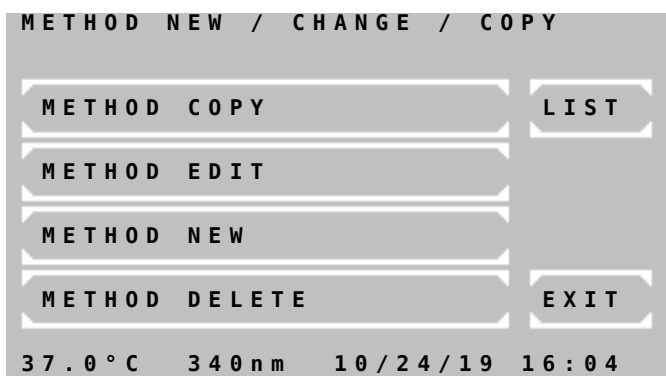 METHOD NEW / CHANGE / COPY
METHOD COPY LIST
METHOD EDIT
METHOD NEW
METHOD DELETE EXIT
37.0°C 340nm 10/24/19 16:04